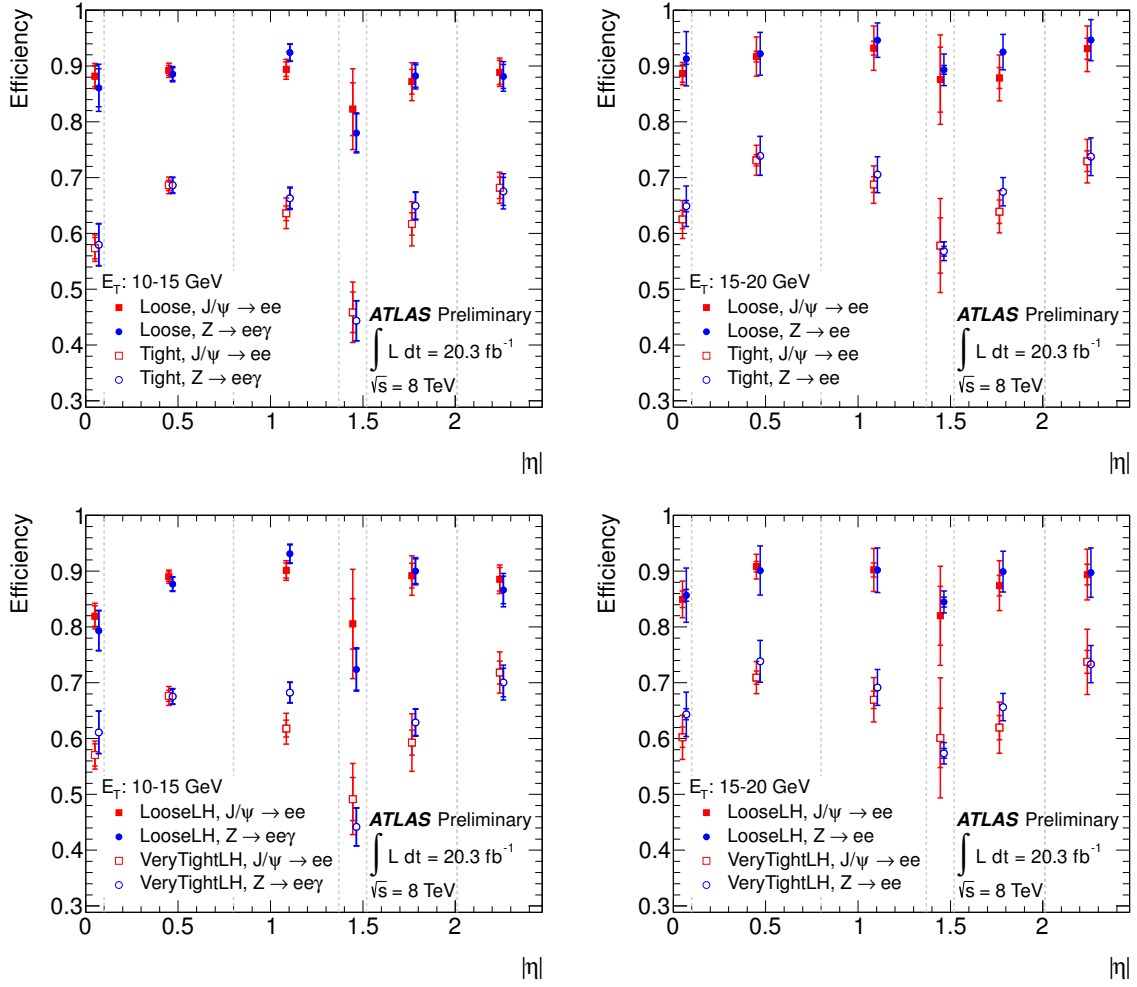 Efficiency
1
0.9
0.8
0.7
0.6
0.5
0.4
0.3
E_T: 10-15 GeV
Loose, J/ψ → ee
Loose, Z → eeγ
Tight, J/ψ → ee
Tight, Z → eeγ
ATLAS Preliminary
∫ L dt = 20.3 fb⁻¹
√s = 8 TeV
0 0.5 1 1.5 2
|η|
Efficiency
1
0.9
0.8
0.7
0.6
0.5
0.4
0.3
E_T: 15-20 GeV
Loose, J/ψ → ee
Loose, Z → ee
Tight, J/ψ → ee
Tight, Z → ee
ATLAS Preliminary
∫ L dt = 20.3 fb⁻¹
√s = 8 TeV
0 0.5 1 1.5 2
|η|
Efficiency
1
0.9
0.8
0.7
0.6
0.5
0.4
0.3
E_T: 10-15 GeV
LooseLH, J/ψ → ee
LooseLH, Z → eeγ
VeryTightLH, J/ψ → ee
VeryTightLH, Z → eeγ
ATLAS Preliminary
∫ L dt = 20.3 fb⁻¹
√s = 8 TeV
0 0.5 1 1.5 2
|η|
Efficiency
1
0.9
0.8
0.7
0.6
0.5
0.4
0.3
E_T: 15-20 GeV
LooseLH, J/ψ → ee
LooseLH, Z → ee
VeryTightLH, J/ψ → ee
VeryTightLH, Z → ee
ATLAS Preliminary
∫ L dt = 20.3 fb⁻¹
√s = 8 TeV
0 0.5 1 1.5 2
|η|